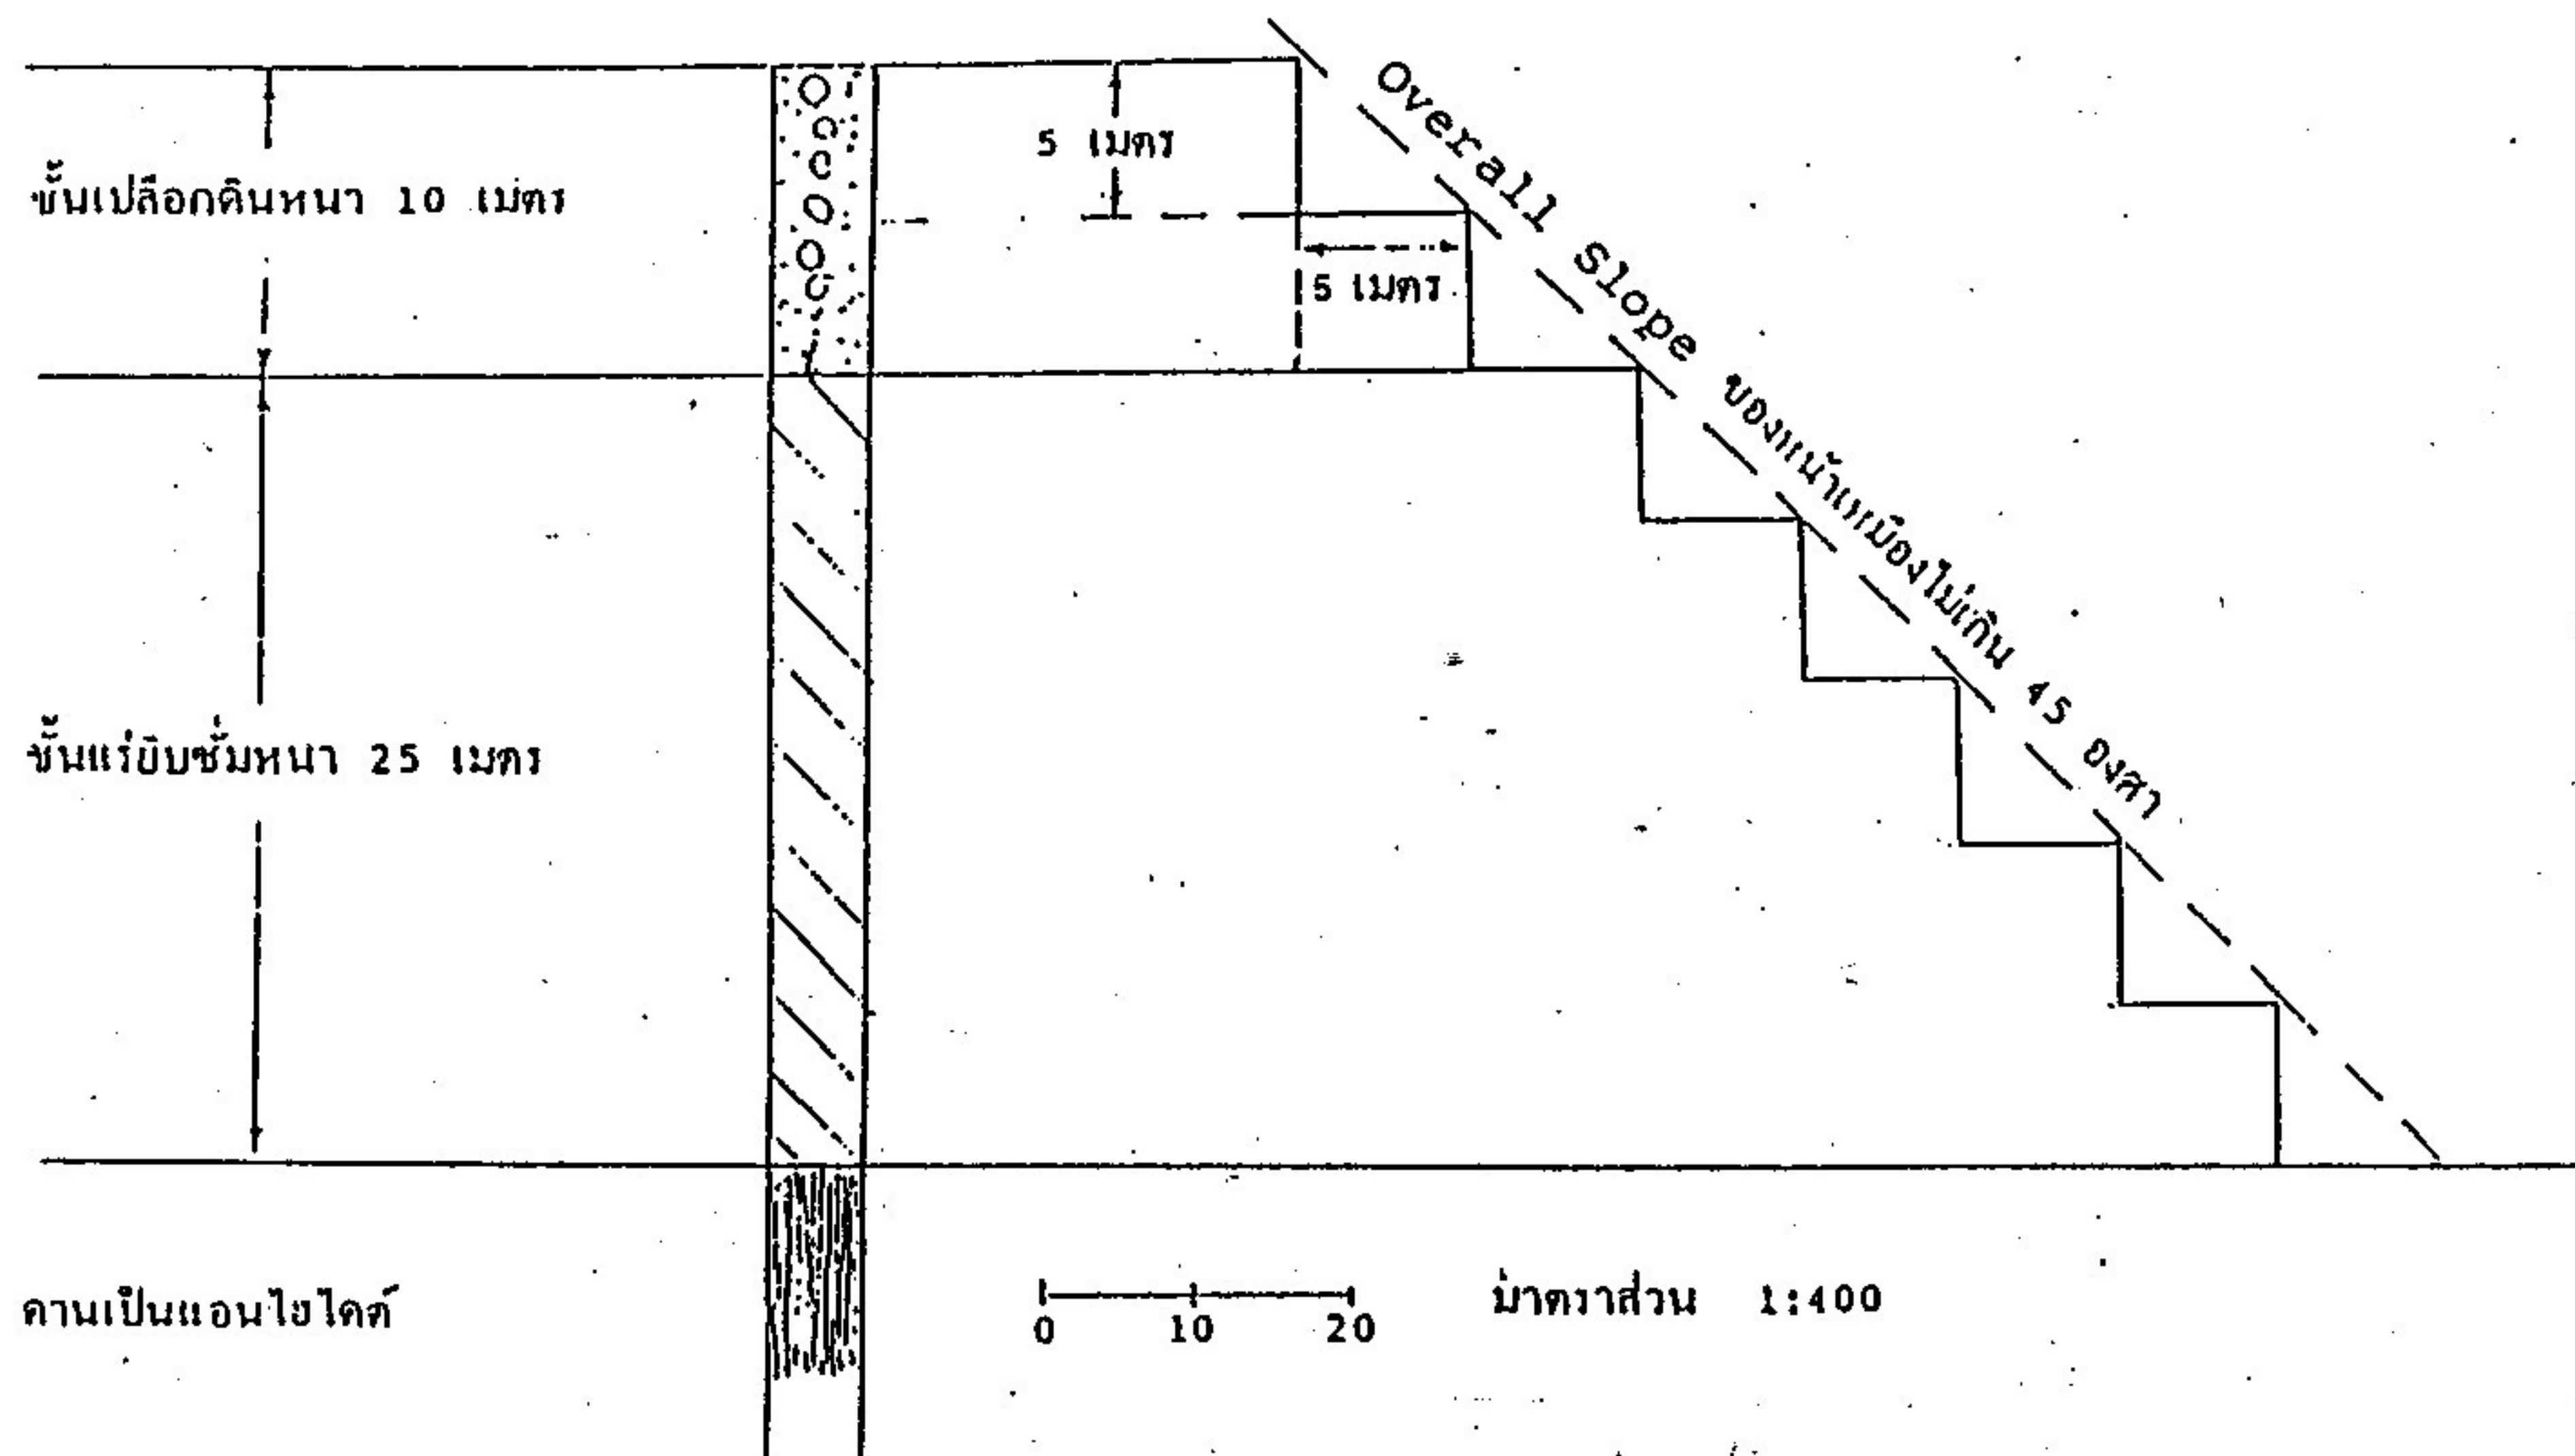 Overall slope ของหน้าเหมืองไม่เกิน 45 องศา
5 เมตร
ชั้นเปลือกดินหนา 10 เมตร
5 เมตร
ชั้นแร่ยิบซั่มหนา 25 เมตร
ดานเป็นแอนไฮไดต์
0 10 20
มาตราส่วน 1:400